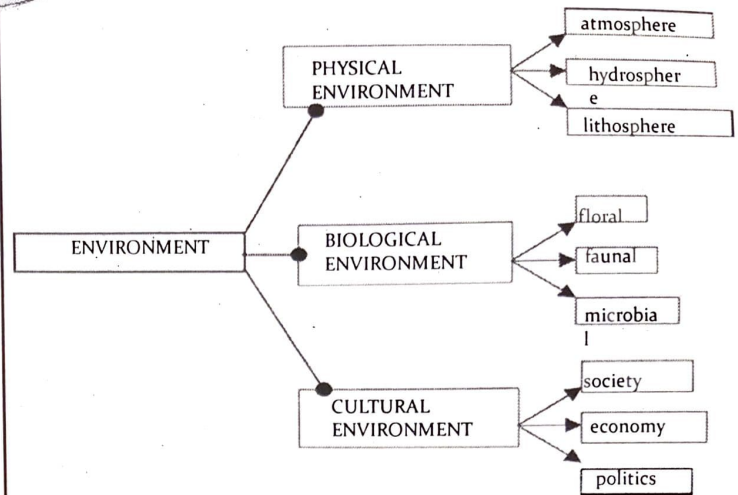 atmosphere
PHYSICAL
ENVIRONMENT
hydrospher
e
lithosphere
floral
ENVIRONMENT
BIOLOGICAL
ENVIRONMENT
faunal
microbia
l
society
CULTURAL
ENVIRONMENT
economy
politics